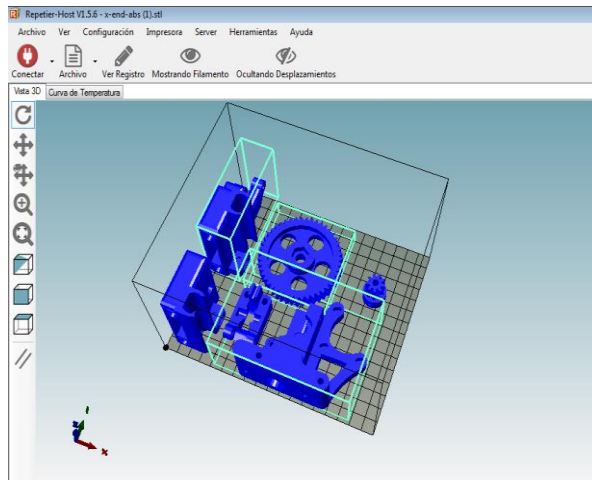 Repetier-Host V1.5.6 - x-end-abs (1).stl
Archivo Ver Configuración Impresora Server Herramientas Ayuda
Conectar Archivo Ver Registro Mostrando Filamento Ocultando Desplazamientos
Vista 3D Curva de Temperatura